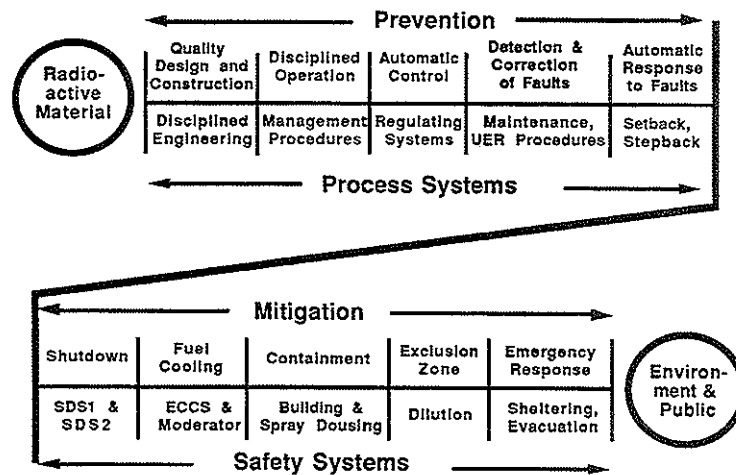 Prevention
Radio-
active
Material
Quality
Design and
Construction
Disciplined
Operation
Automatic
Control
Detection &
Correction
of Faults
Automatic
Response
to Faults
Disciplined
Engineering
Management
Procedures
Regulating
Systems
Maintenance,
UER Procedures
Setback,
Stepback
Process Systems
Mitigation
Shutdown
Fuel
Cooling
Containment
Exclusion
Zone
Emergency
Response
SDS1 &
SDS2
ECCS &
Moderator
Building &
Spray Dousing
Dilution
Sheltering,
Evacuation
Environ-
ment &
Public
Safety Systems